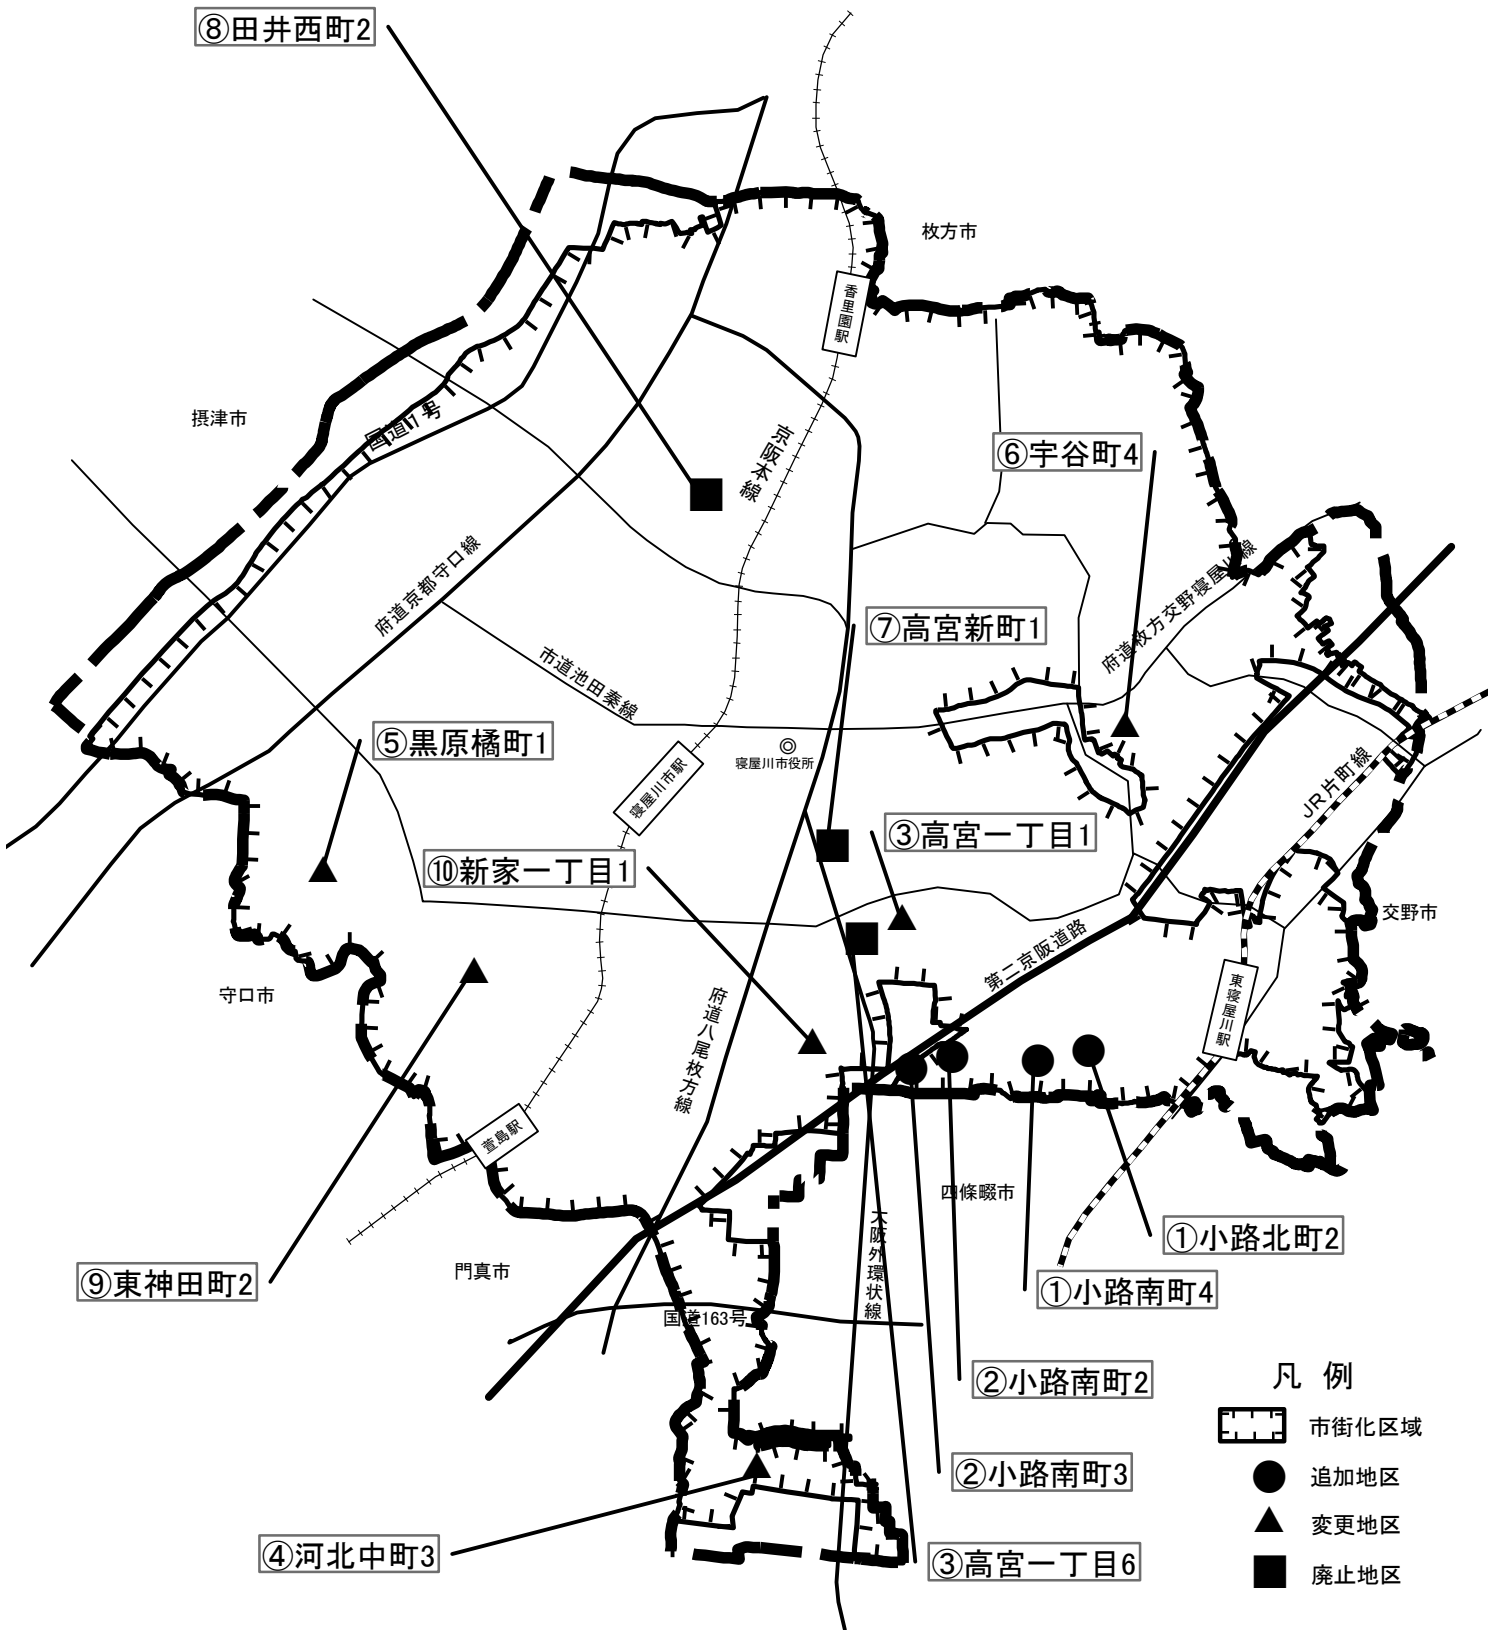 ⑧田井西町2
枚方市
香里園駅
摂津市
国道1号
京阪本線
⑥宇谷町4
府道京都守口線
府道枚方交野寝屋川線
⑦高宮新町1
市道池田秦線
⑤黒原橘町1
寝屋川市役所
寝屋川市駅
JR片町線
③高宮一丁目1
⑩新家一丁目1
交野市
第二京阪道路
守口市
東寝屋川駅
府道八尾枚方線
萱島駅
四條畷市
大阪外環状線
①小路北町2
門真市
⑨東神田町2
①小路南町4
国道163号
②小路南町2
凡 例
市街化区域
②小路南町3
追加地区
変更地区
④河北中町3
③高宮一丁目6
廃止地区